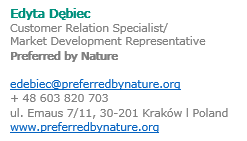 Edyta Dębiec
Customer Relation Specialist/
Market Development Representative
Preferred by Nature
edebiec@preferredbynature.org
+ 48 603 820 703
ul. Emaus 7/11, 30-201 Kraków l Poland
www.preferredbynature.org